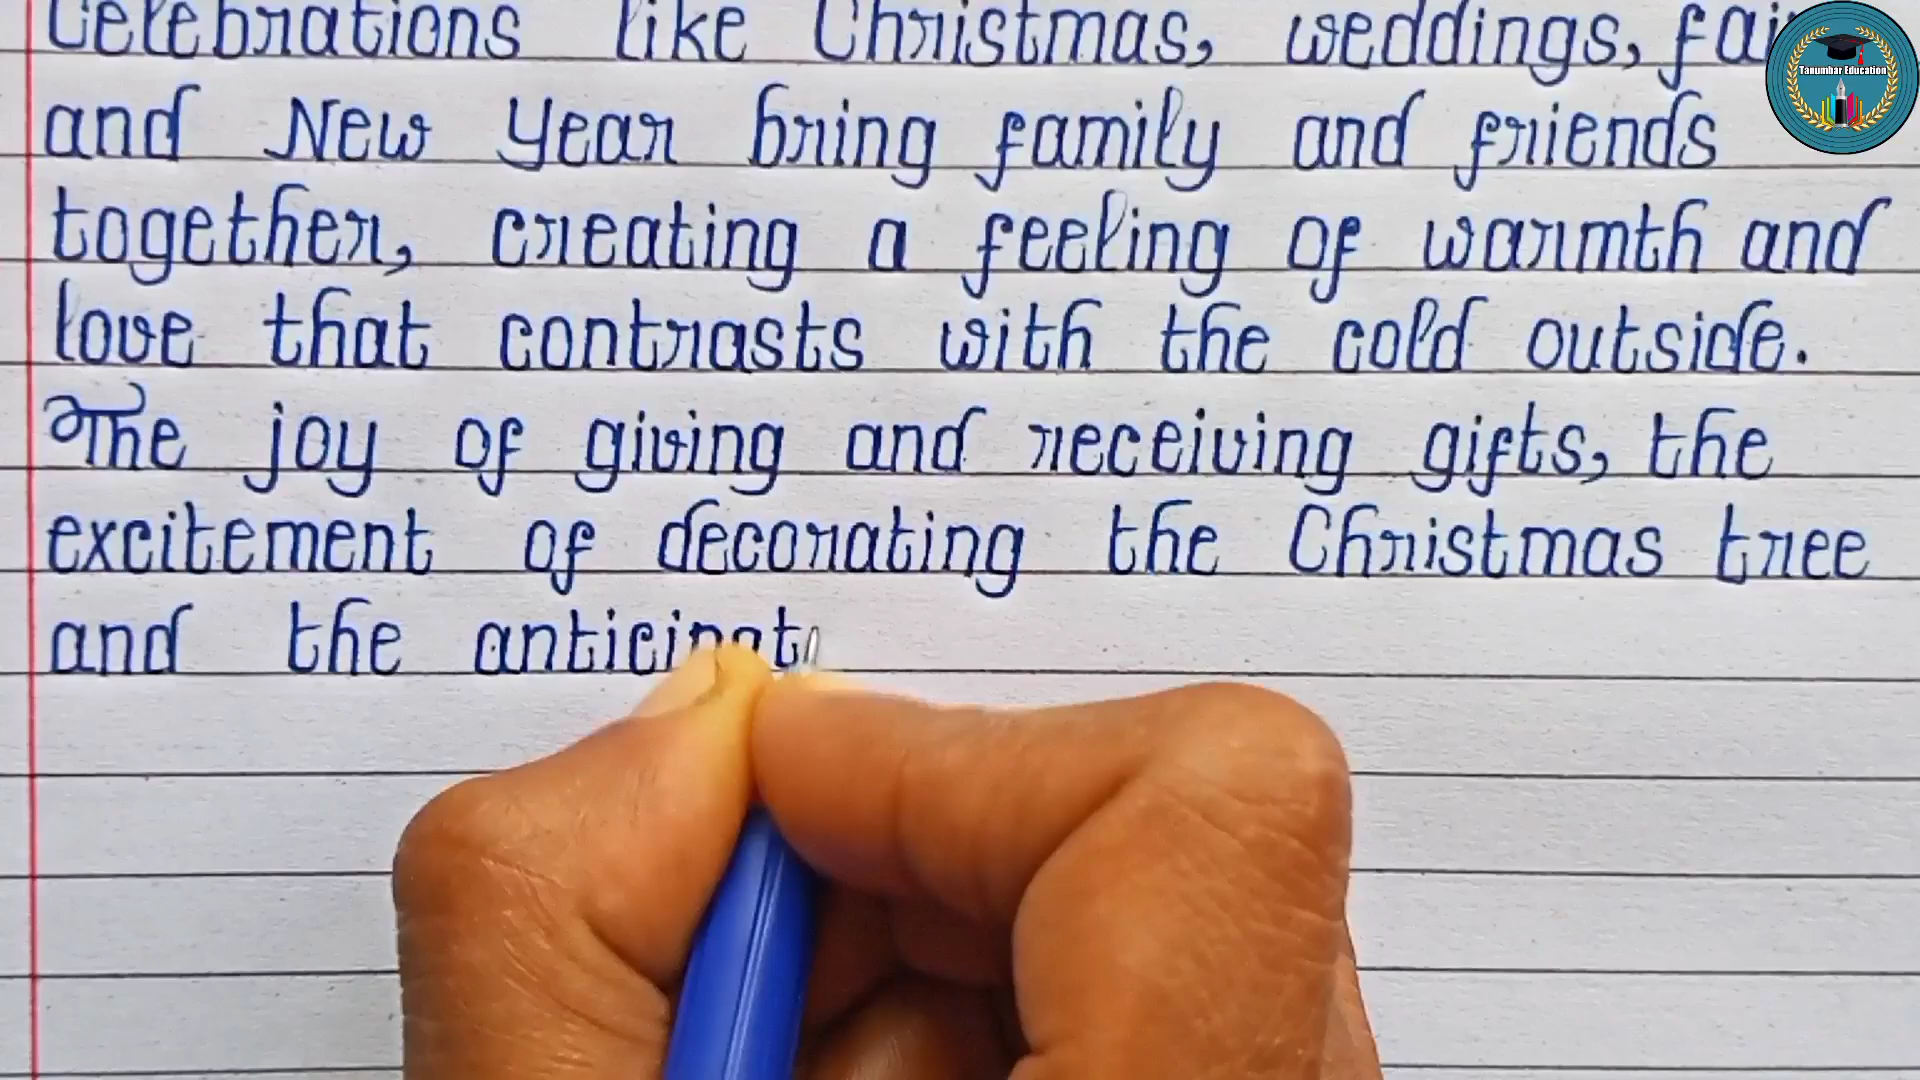 Celebrations like Christmas, weddings,
and New Year bring family and friends
together, creating a feeling of warmth and
love that contrasts with the cold outside.
The joy of giving and receiving gifts, the
excitement of decorating the Christmas tree
and the
Tanumbar Education